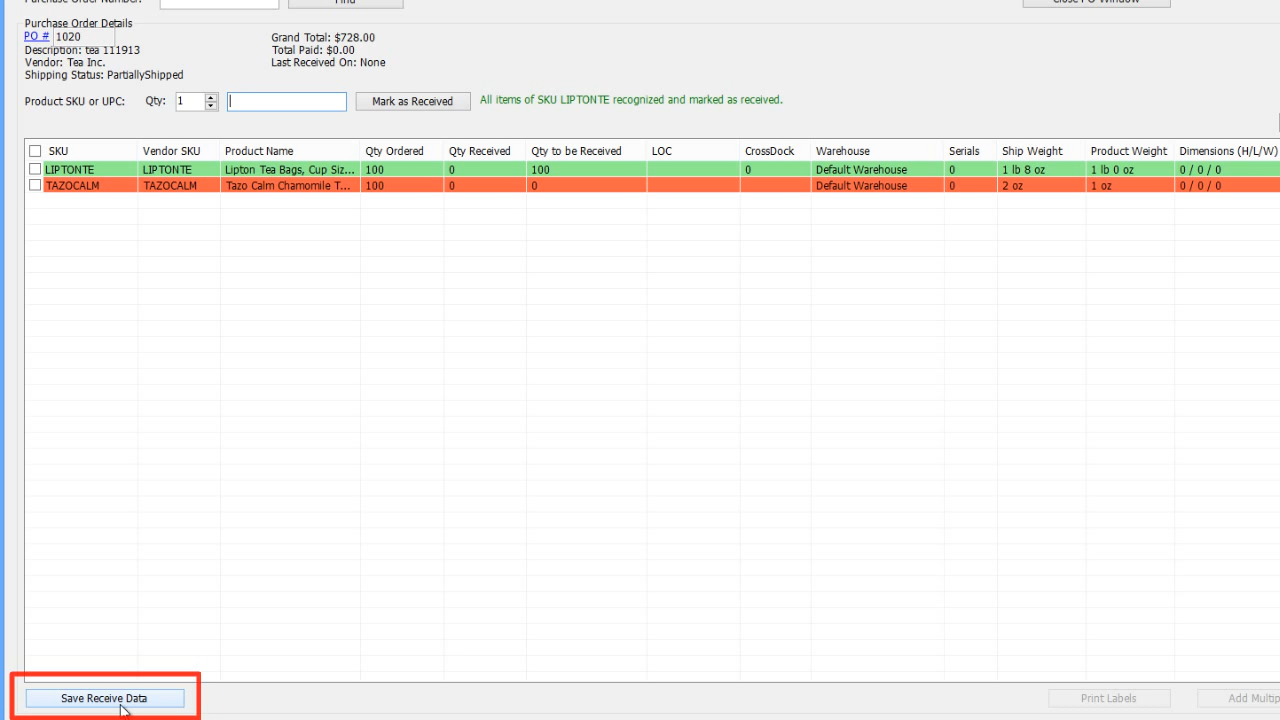 Purchase Order Number: Find Close PO Window
Purchase Order Details
PO # 1020
Description: tea 111913
Vendor: Tea Inc.
Shipping Status: PartiallyShipped
Grand Total: $728.00
Total Paid: $0.00
Last Received On: None
Product SKU or UPC: Qty: 1 Mark as Received All items of SKU LIPTONTE recognized and marked as received.
SKU Vendor SKU Product Name Qty Ordered Qty Received Qty to be Received LOC CrossDock Warehouse Serials Ship Weight Product Weight Dimensions (H/L/W)
LIPTONTE LIPTONTE Lipton Tea Bags, Cup Siz... 100 0 100 0 Default Warehouse 0 1 lb 8 oz 1 lb 0 oz 0 / 0 / 0
TAZOCALM TAZOCALM Tazo Calm Chamomile T... 100 0 0 Default Warehouse 0 2 oz 1 oz 0 / 0 / 0
Save Receive Data Print Labels Add Multip